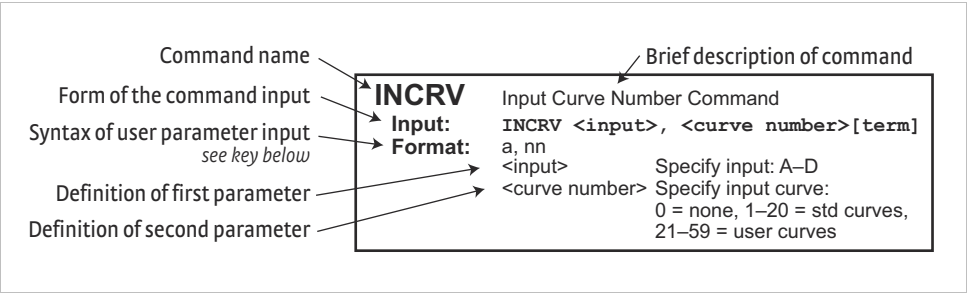 Command name
Brief description of command
Form of the command input
Syntax of user parameter input
see key below
Definition of first parameter
Definition of second parameter
INCRV Input Curve Number Command
Input: INCRV <input>, <curve number>[term]
Format: a, nn
<input> Specify input: A–D
<curve number> Specify input curve:
0 = none, 1–20 = std curves,
21–59 = user curves